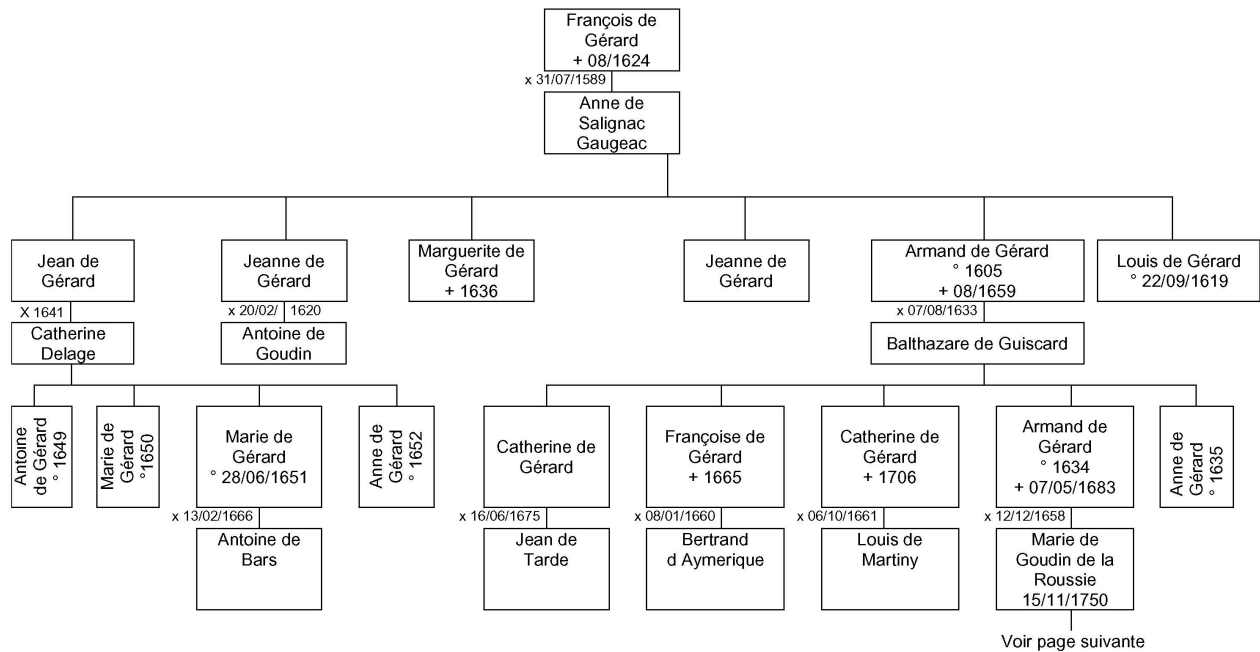 François de
Gérard
+ 08/1624
x 31/07/1589
Anne de
Salignac
Gaugeac
Jean de
Gérard
X 1641
Catherine
Delage
Jeanne de
Gérard
x 20/02/ 1620
Antoine de
Goudin
Marguerite de
Gérard
+ 1636
Jeanne de
Gérard
Armand de Gérard
° 1605
+ 08/1659
x 07/08/1633
Balthazare de Guiscard
Louis de Gérard
° 22/09/1619
Antoine
de Gérard
° 1649
Marie de
Gérard
°1650
Marie de
Gérard
° 28/06/1651
x 13/02/1666
Antoine de
Bars
Anne de
Gérard
° 1652
Catherine de
Gérard
x 16/06/1675
Jean de
Tarde
Françoise de
Gérard
+ 1665
x 08/01/1660
Bertrand
d Aymerique
Catherine de
Gérard
+ 1706
x 06/10/1661
Louis de
Martiny
Armand de
Gérard
° 1634
+ 07/05/1683
x 12/12/1658
Marie de
Goudin de la
Roussie
15/11/1750
Anne de
Gérard
° 1635
Voir page suivante